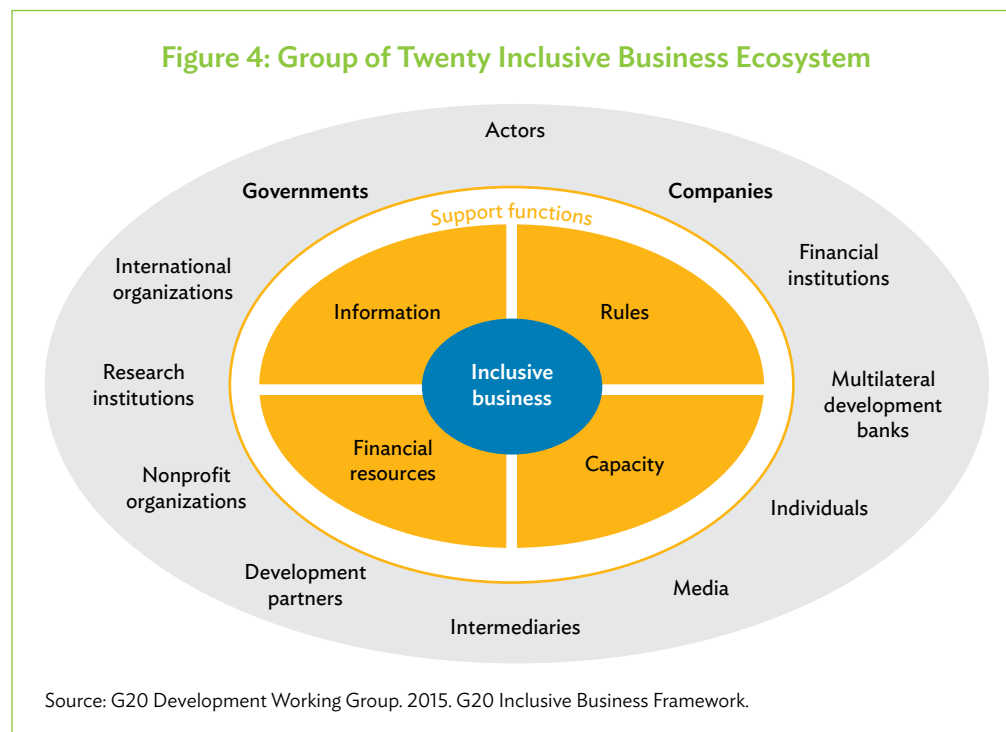 Figure 4: Group of Twenty Inclusive Business Ecosystem
Actors
Governments
Companies
Support functions
International
organizations
Financial
institutions
Information
Rules
Research
institutions
Inclusive
business
Multilateral
development
banks
Financial
resources
Capacity
Nonprofit
organizations
Individuals
Development
partners
Media
Intermediaries
Source: G20 Development Working Group. 2015. G20 Inclusive Business Framework.